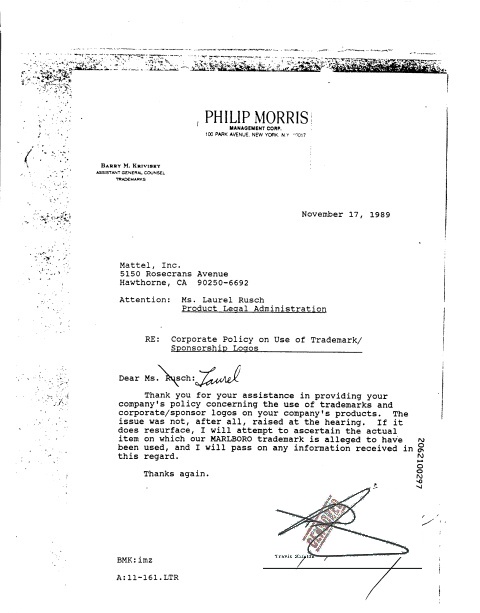 PHILIP MORRIS
MANAGEMENT CORP.
100 PARK AVENUE, NEW YORK, N.Y.
BARRY M. KRIVISKY
ASSISTANT GENERAL COUNSEL
TRADEMARKS
November 17, 1989
Mattel, Inc.
5150 Rosecrans Avenue
Hawthorne, CA 90250-6692
Attention: Ms. Laurel Rusch
Product Legal Administration
RE: Corporate Policy on Use of Trademark/
Sponsorship Logos
Dear Ms. Rusch: Laurel
Thank you for your assistance in providing your
company's policy concerning the use of trademarks and
corporate/sponsor logos on your company's products. The
issue was not, after all, raised at the hearing. If it
does resurface, I will attempt to ascertain the actual
item on which our MARLBORO trademark is alleged to have
been used, and I will pass on any information received in
this regard.
Thanks again.
2062100297
BMK:imz
A:11-161.LTR